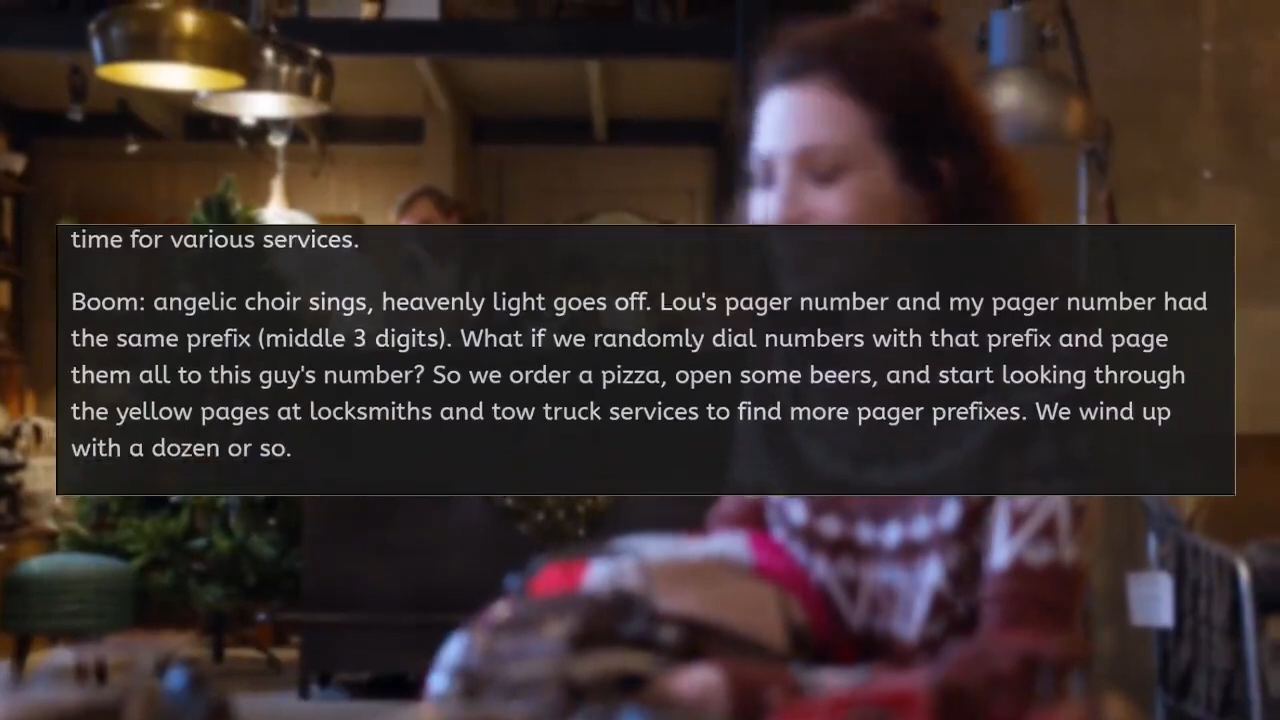 time for various services.
Boom: angelic choir sings, heavenly light goes off. Lou's pager number and my pager number had
the same prefix (middle 3 digits). What if we randomly dial numbers with that prefix and page
them all to this guy's number? So we order a pizza, open some beers, and start looking through
the yellow pages at locksmiths and tow truck services to find more pager prefixes. We wind up
with a dozen or so.